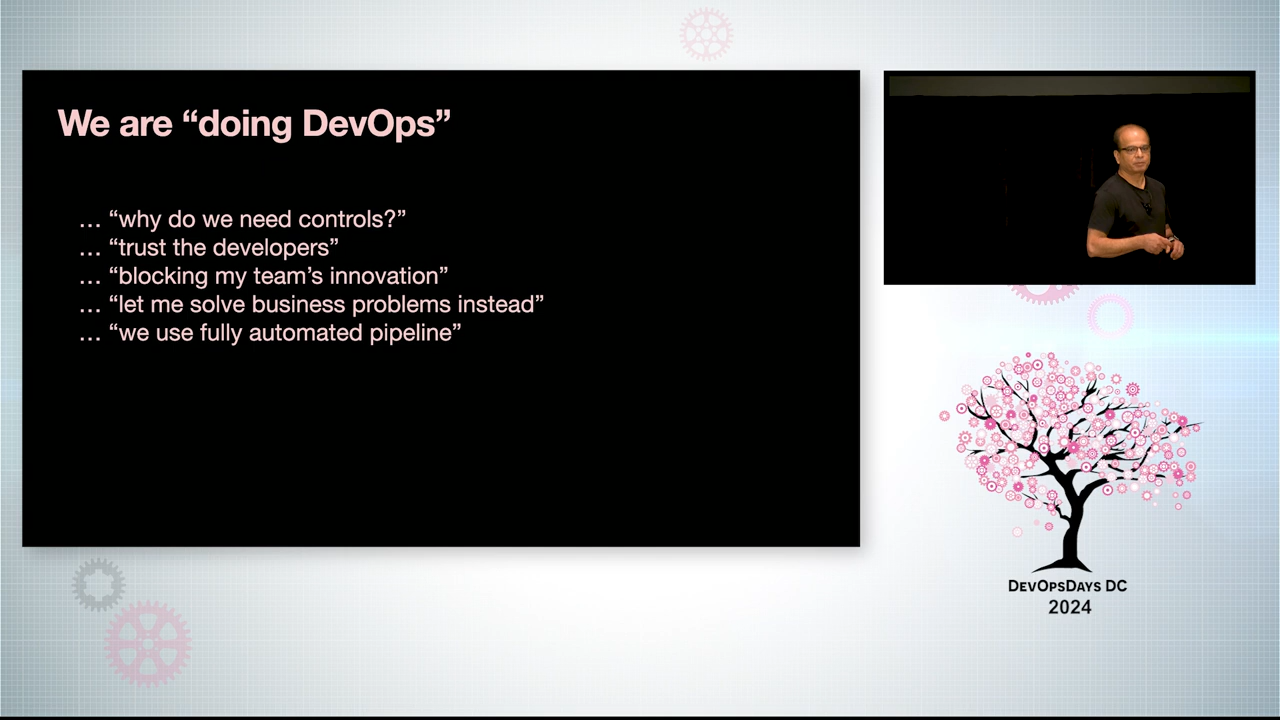 We are “doing DevOps”
… “why do we need controls?”
… “trust the developers”
… “blocking my team’s innovation”
… “let me solve business problems instead”
… “we use fully automated pipeline”
DevOpsDays DC
2024